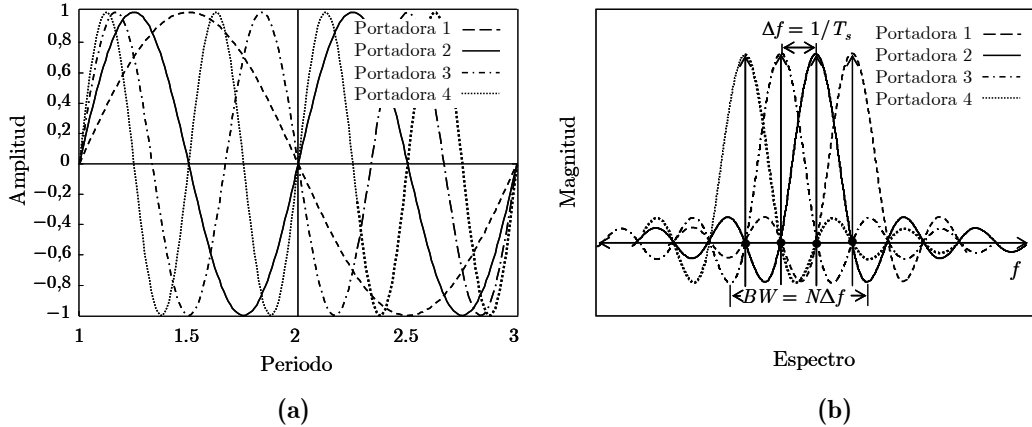 Amplitud
1
0,8
0,6
0,4
0,2
0
−0,2
−0,4
−0,6
−0,8
−1
1
1.5
2
2.5
3
Periodo
Portadora 1
Portadora 2
Portadora 3
Portadora 4
(a)
Magnitud
Δf = 1/Ts
Portadora 1
Portadora 2
Portadora 3
Portadora 4
f
BW = NΔf
Espectro
(b)